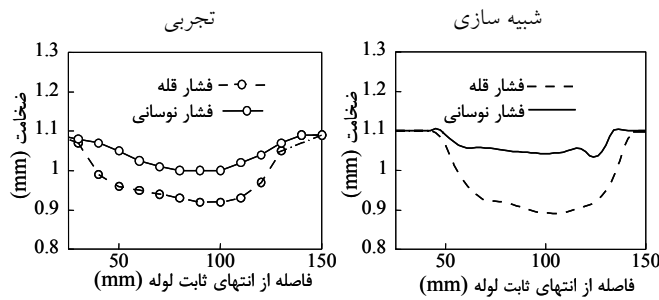 تجربی
شبیه سازی
1.3
1.2
1.1
1
0.9
0.8
ضخامت (mm)
فشار قله
فشار نوسانی
50
100
150
فاصله از انتهای ثابت لوله (mm)
1.3
1.2
1.1
1
0.9
0.8
ضخامت (mm)
فشار قله
فشار نوسانی
50
100
150
فاصله از انتهای ثابت لوله (mm)